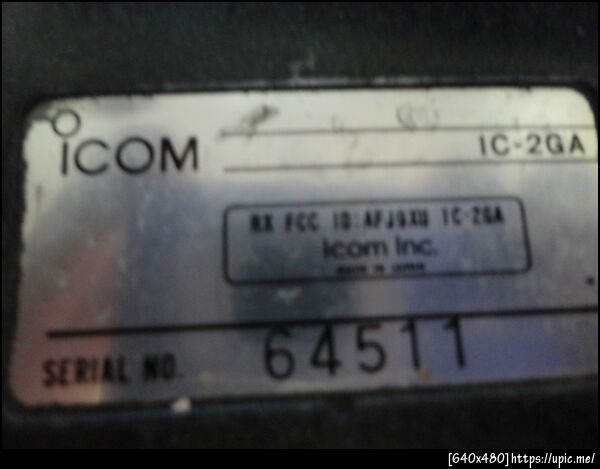 ICOM
IC-2GA
RX FCC ID:AFJ9XU IC-2GA
Icom Inc.
MADE IN JAPAN
SERIAL NO. 64511
[640x480]https://upic.me/